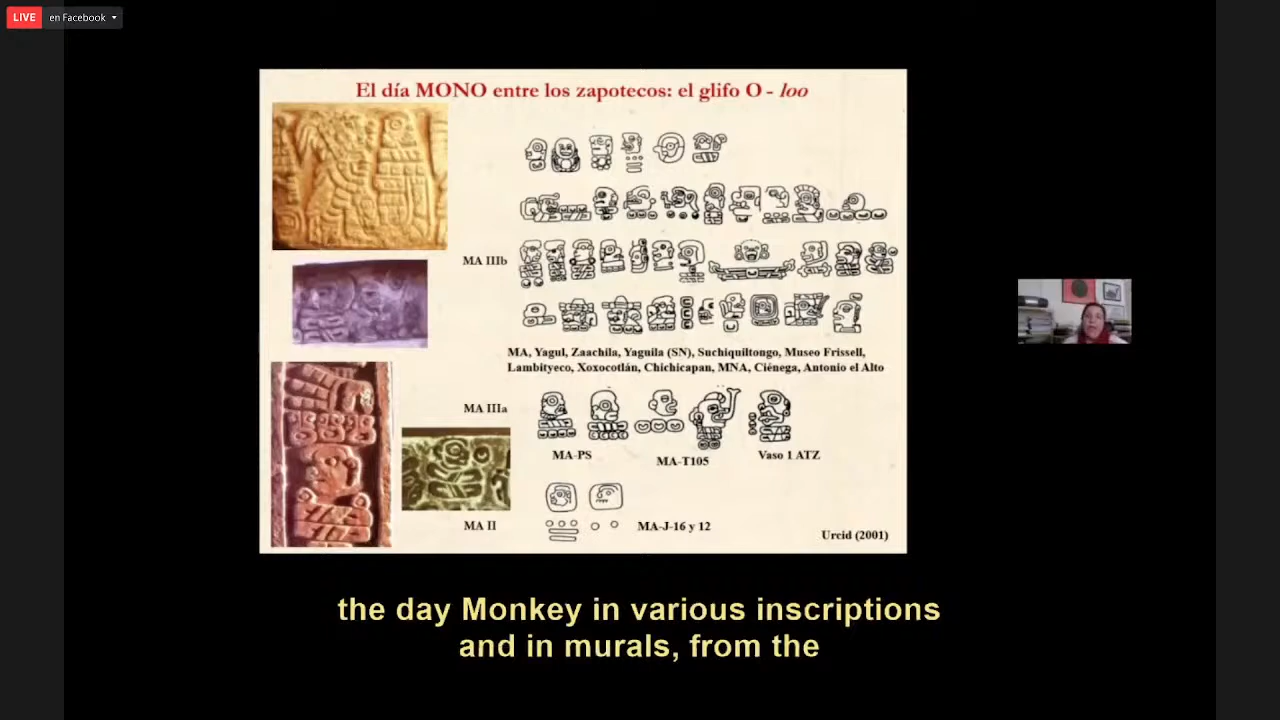 LIVE en Facebook
El día MONO entre los zapotecos: el glifo O - loo
MA IIIb
MA, Yagul, Zaachila, Yaguila (SN), Suchiquiltongo, Museo Frissell,
Lambityeco, Xoxocotlán, Chichicapan, MNA, Ciénega, Antonio el Alto
MA IIIa
MA-PS
MA-T105
Vaso 1 ATZ
MA II
MA-J-16 y 12
Urcid (2001)
the day Monkey in various inscriptions
and in murals, from the